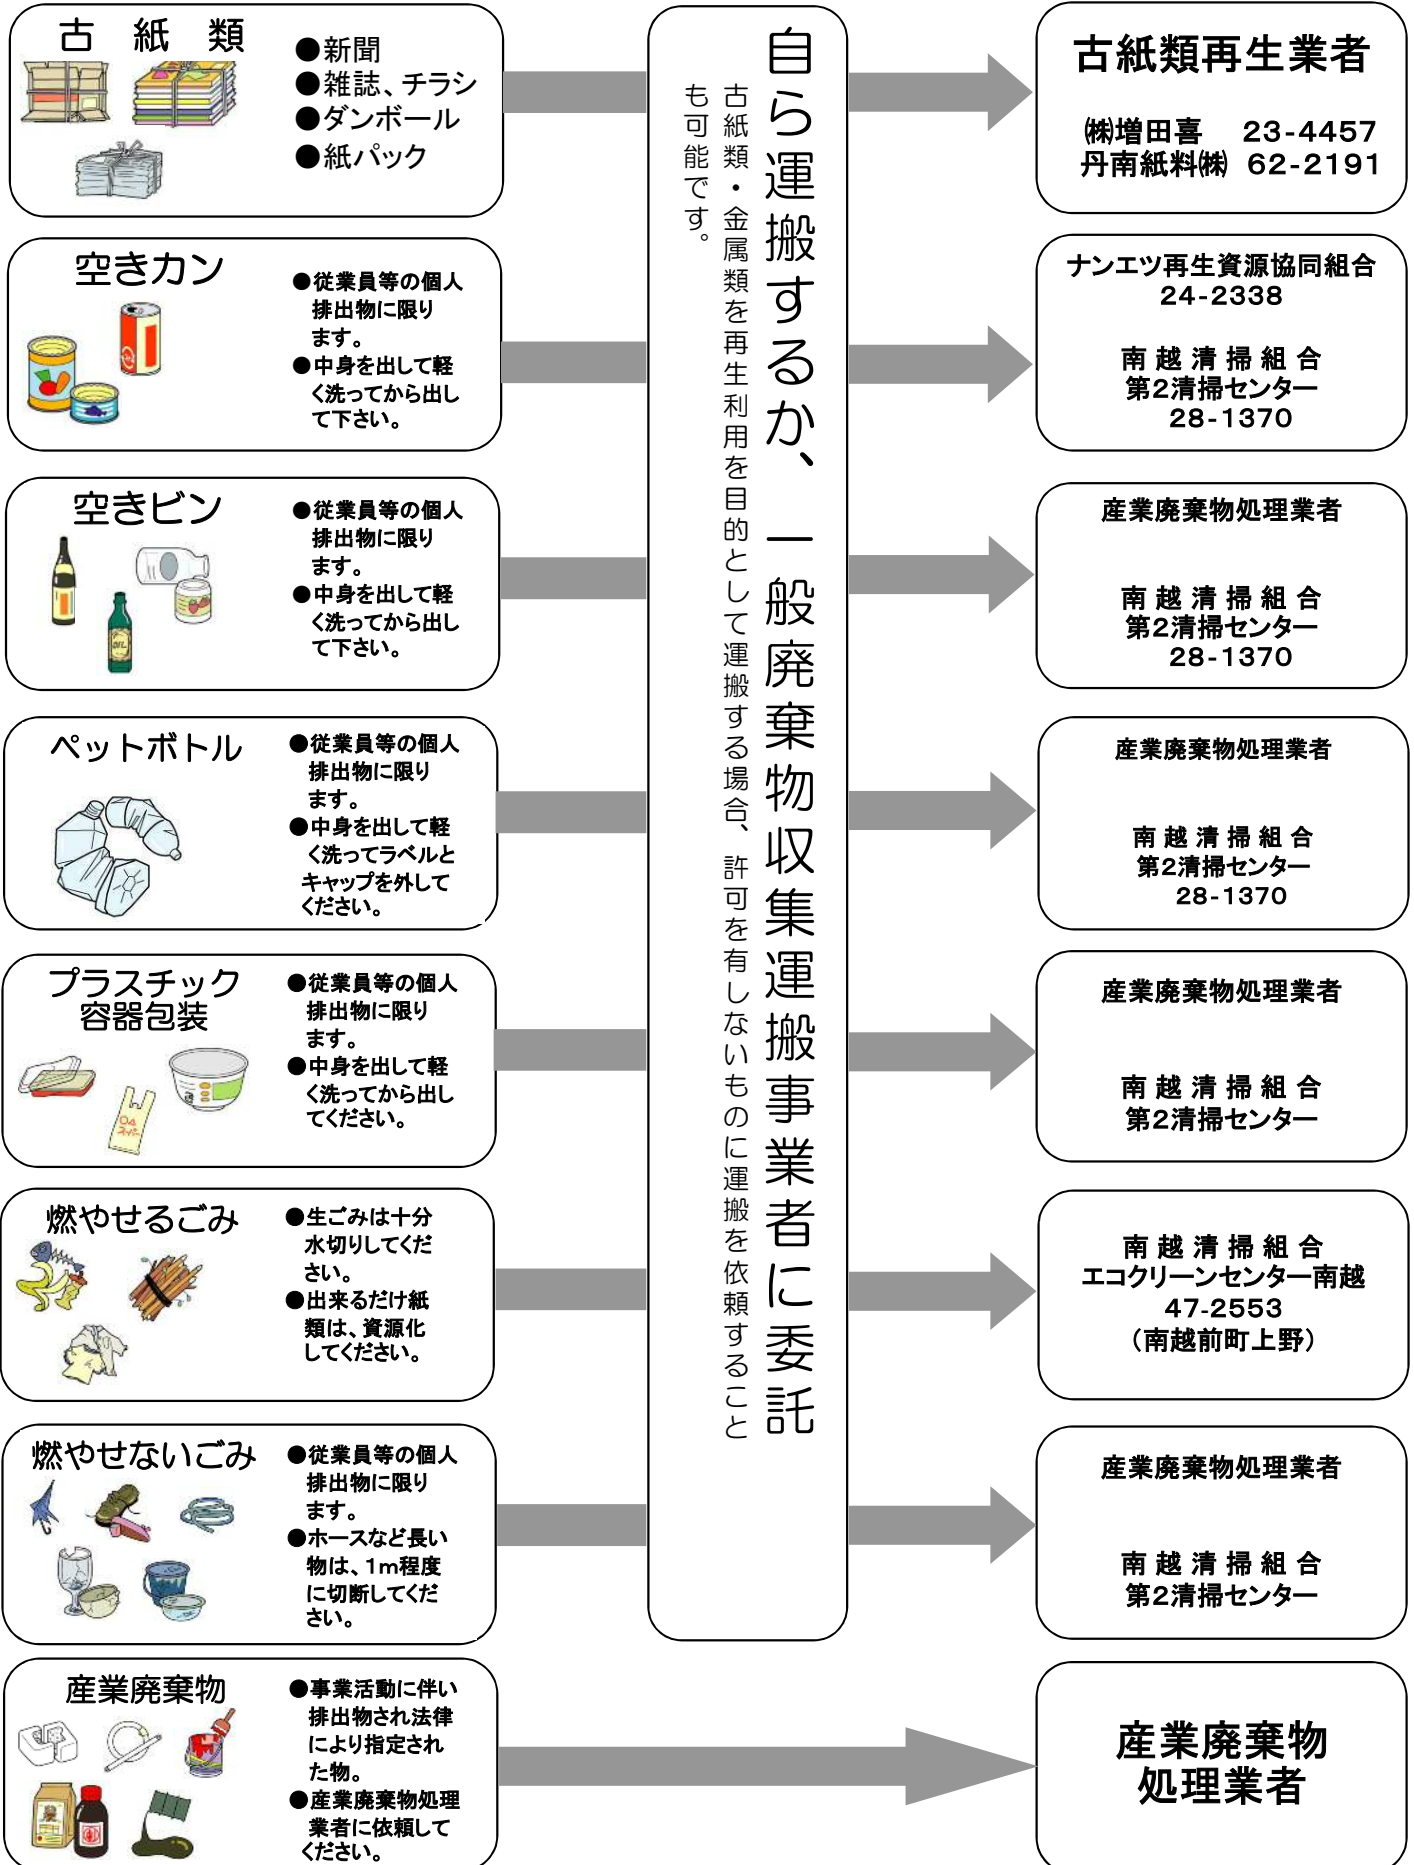 古 紙 類
●新聞
●雑誌、チラシ
●ダンボール
●紙パック
空きカン
●従業員等の個人
排出物に限り
ます。
●中身を出して軽
く洗ってから出し
て下さい。
空きビン
●従業員等の個人
排出物に限り
ます。
●中身を出して軽
く洗ってから出し
て下さい。
ペットボトル
●従業員等の個人
排出物に限り
ます。
●中身を出して軽
く洗ってラベルと
キャップを外して
ください。
プラスチック
容器包装
●従業員等の個人
排出物に限り
ます。
●中身を出して軽
く洗ってから出し
てください。
燃やせるごみ
●生ごみは十分
水切りしてくだ
さい。
●出来るだけ紙
類は、資源化
してください。
燃やせないごみ
●従業員等の個人
排出物に限り
ます。
●ホースなど長い
物は、1m程度
に切断してくだ
さい。
産業廃棄物
●事業活動に伴い
排出物され法律
により指定され
た物。
●産業廃棄物処理
業者に依頼して
ください。
自ら運搬するか、一般廃棄物収集運搬事業者に委託
古紙類・金属類を再生利用を目的として運搬する場合、許可を有しないものに運搬を依頼すること
も可能です。
古紙類再生業者
㈱増田喜 23-4457
丹南紙料㈱ 62-2191
ナンエツ再生資源協同組合
24-2338
南 越 清 掃 組 合
第2清掃センター
28-1370
産業廃棄物処理業者
南 越 清 掃 組 合
第2清掃センター
28-1370
産業廃棄物処理業者
南 越 清 掃 組 合
第2清掃センター
28-1370
産業廃棄物処理業者
南 越 清 掃 組 合
第2清掃センター
南 越 清 掃 組 合
エコクリーンセンター南越
47-2553
（南越前町上野）
産業廃棄物処理業者
南 越 清 掃 組 合
第2清掃センター
産業廃棄物
処理業者